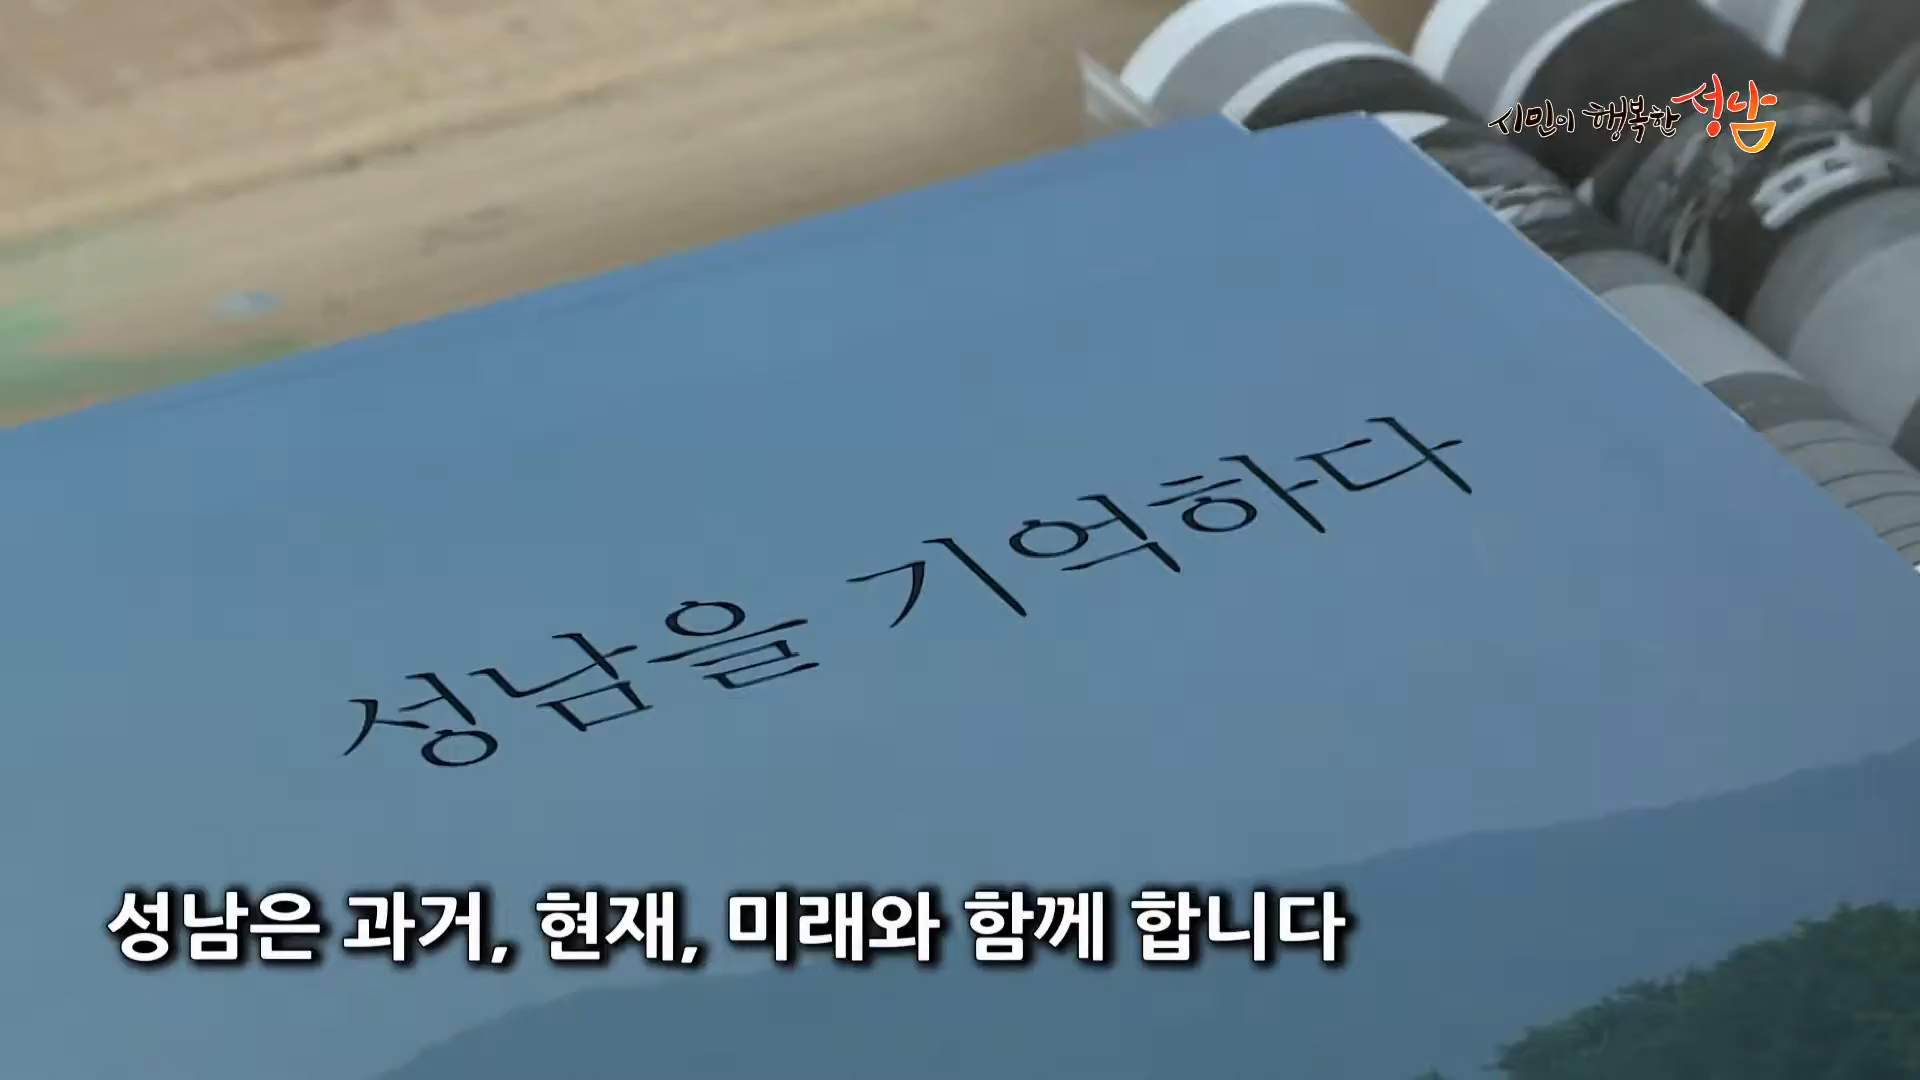 시민이 행복한 성남
성남을 기억하다
성남은 과거, 현재, 미래와 함께 합니다